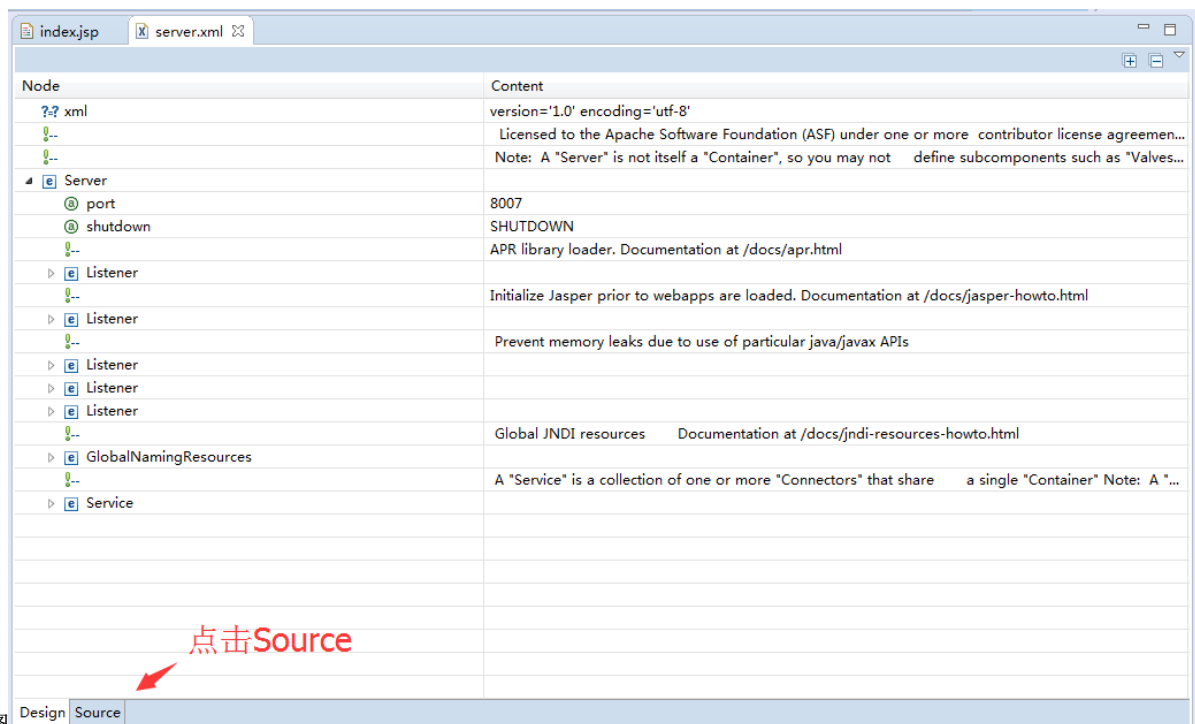 index.jsp server.xml
Node Content
?=? xml version='1.0' encoding='utf-8'
!-- Licensed to the Apache Software Foundation (ASF) under one or more contributor license agreemen...
!-- Note: A "Server" is not itself a "Container", so you may not define subcomponents such as "Valves...
e Server
@ port 8007
@ shutdown SHUTDOWN
!-- APR library loader. Documentation at /docs/apr.html
e Listener
!-- Initialize Jasper prior to webapps are loaded. Documentation at /docs/jasper-howto.html
e Listener
!-- Prevent memory leaks due to use of particular java/javax APIs
e Listener
e Listener
e Listener
!-- Global JNDI resources Documentation at /docs/jndi-resources-howto.html
e GlobalNamingResources
!-- A "Service" is a collection of one or more "Connectors" that share a single "Container" Note: A "...
e Service
点击Source
Design Source